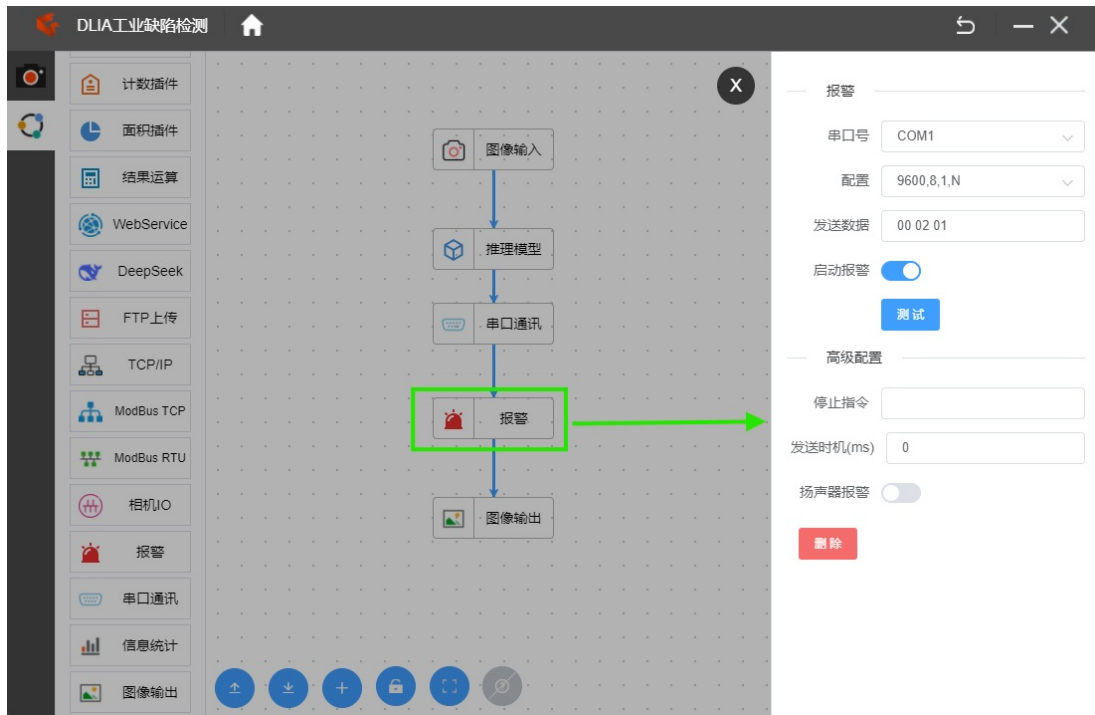 DLIA工业缺陷检测
计数插件
面积插件
结果运算
WebService
DeepSeek
FTP上传
TCP/IP
ModBus TCP
ModBus RTU
相机IO
报警
串口通讯
信息统计
图像输出
图像输入
推理模型
串口通讯
报警
图像输出
X
报警
串口号 COM1
配置 9600,8,1,N
发送数据 00 02 01
启动报警
测试
高级配置
停止指令
发送时机(ms) 0
扬声器报警
删除